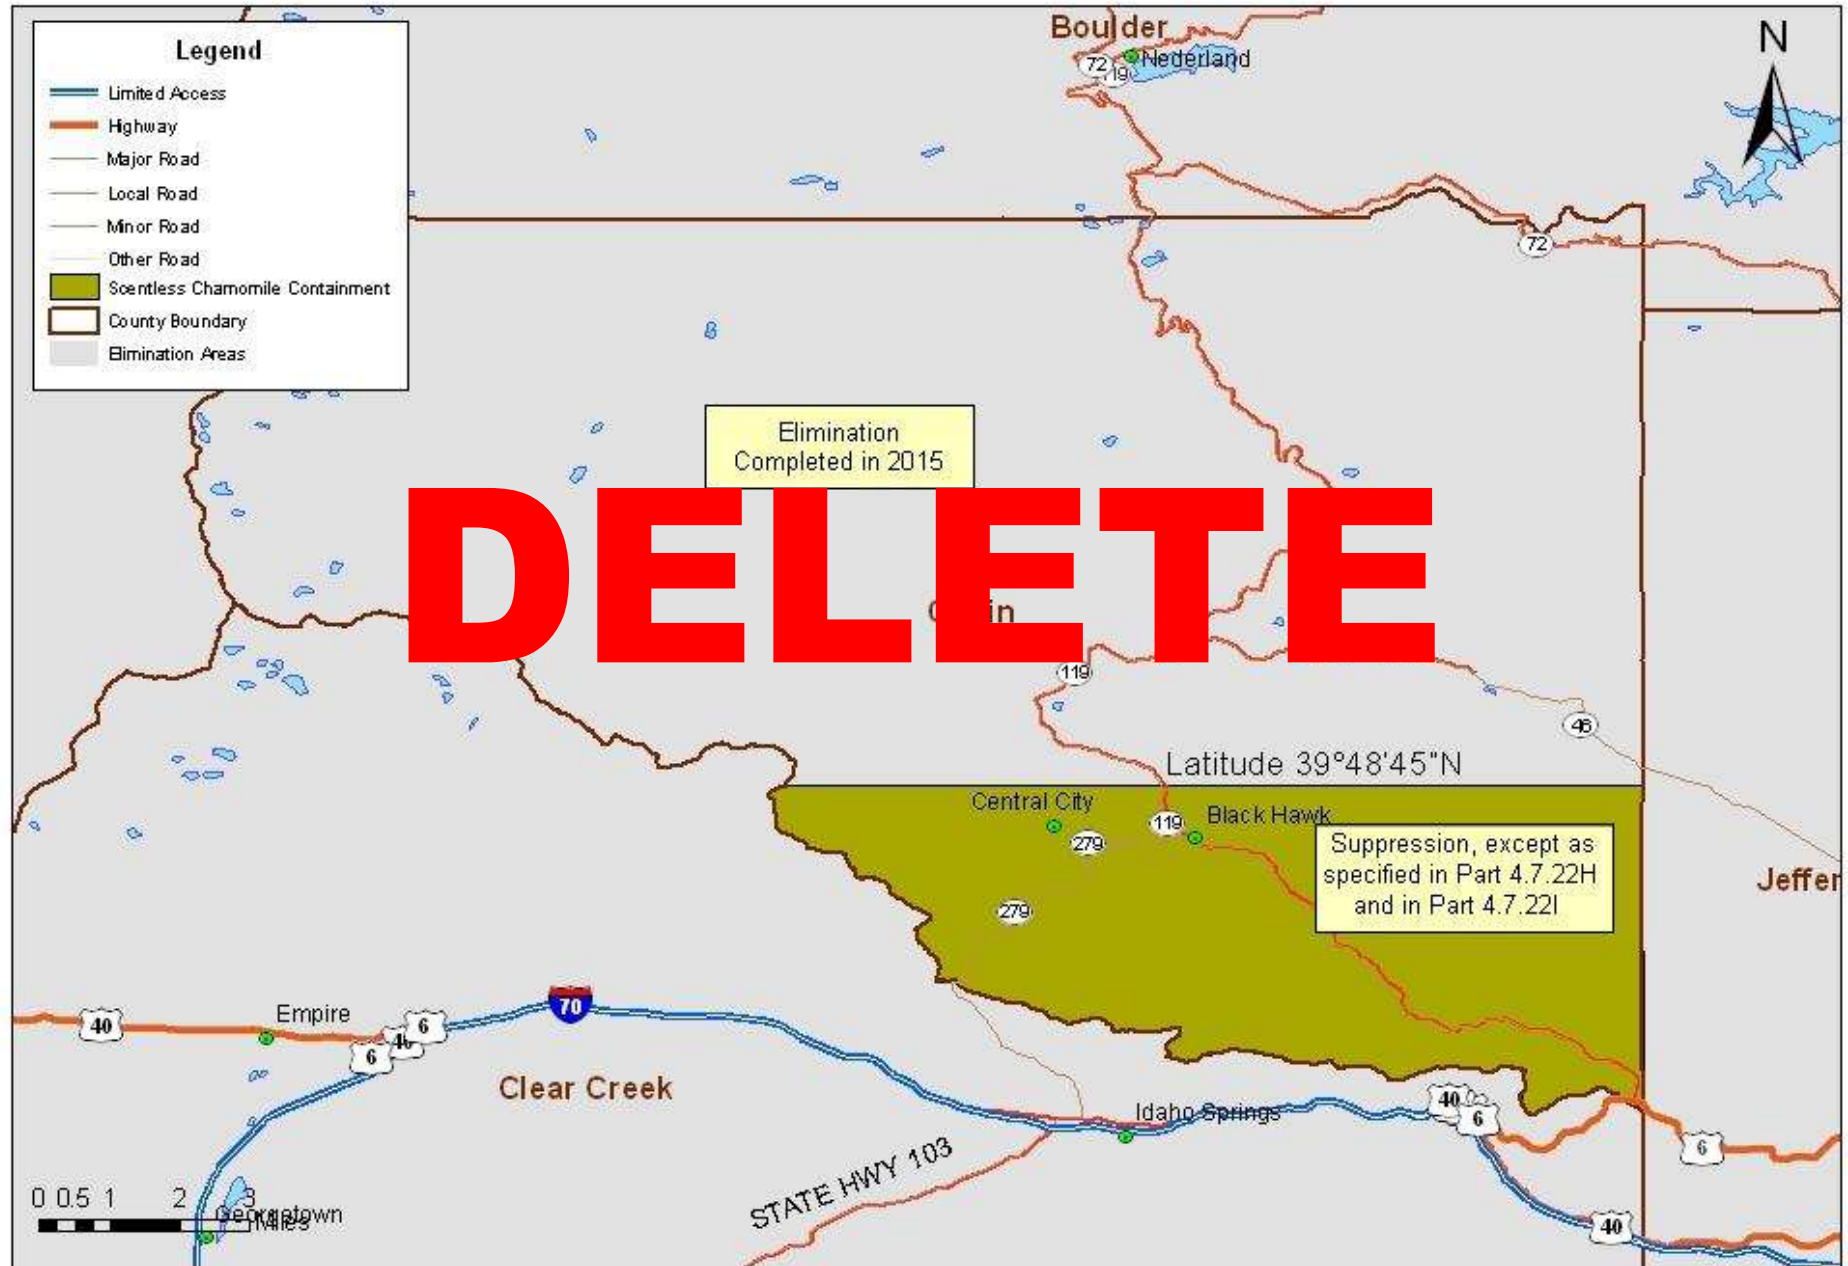 Legend
Limited Access
Highway
Major Road
Local Road
Minor Road
Other Road
Scentless Chamomile Containment
County Boundary
Elimination Areas
Boulder
72
119
Nederland
N
72
Elimination
Completed in 2015
DELETE
119
46
Latitude 39°48'45"N
Central City
119
Black Hawk
279
Suppression, except as
specified in Part 4.7.22H
and in Part 4.7.22I
Jeffer
279
70
40
Empire
6
40
6
Clear Creek
40
6
Idaho Springs
6
STATE HWY 103
0 0.5 1 2 3
Miles
Georgetown
40